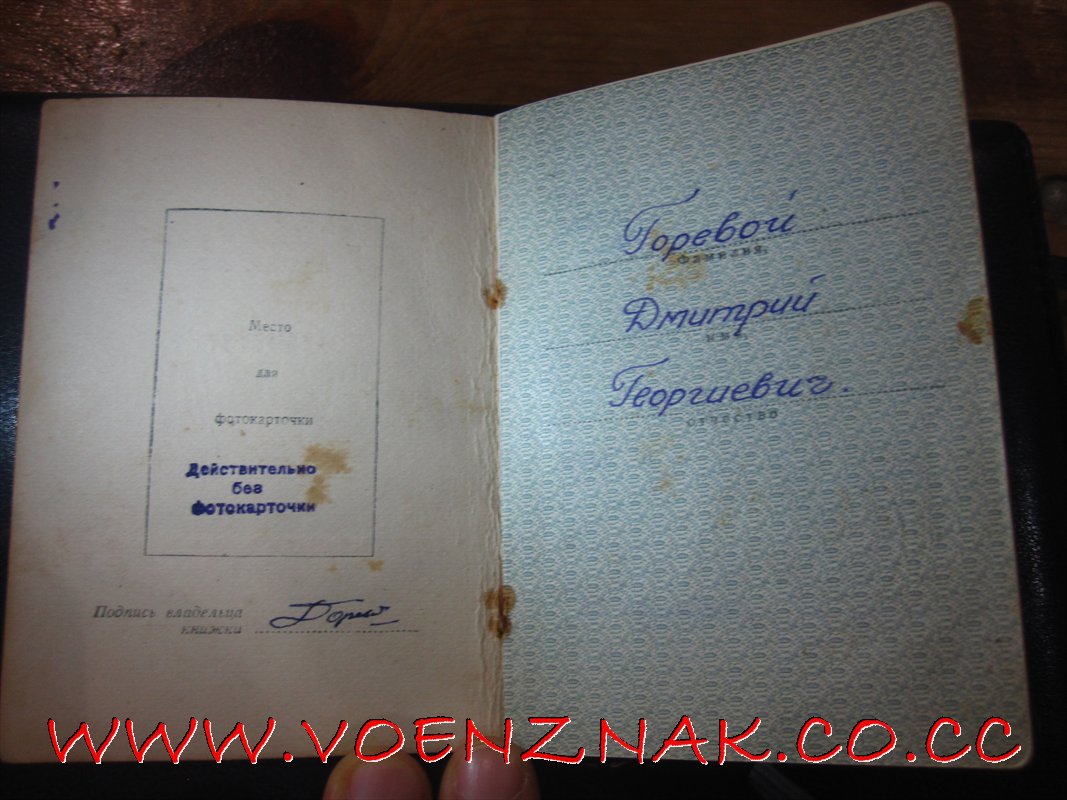 Место
для
фотокарточки
Действительно
без
фотокарточки
Подпись владельца
книжки
Горевой
фамилия,
Дмитрий
имя,
Георгиевич.
отчество
WWW.VOENZNAK.CO.CC